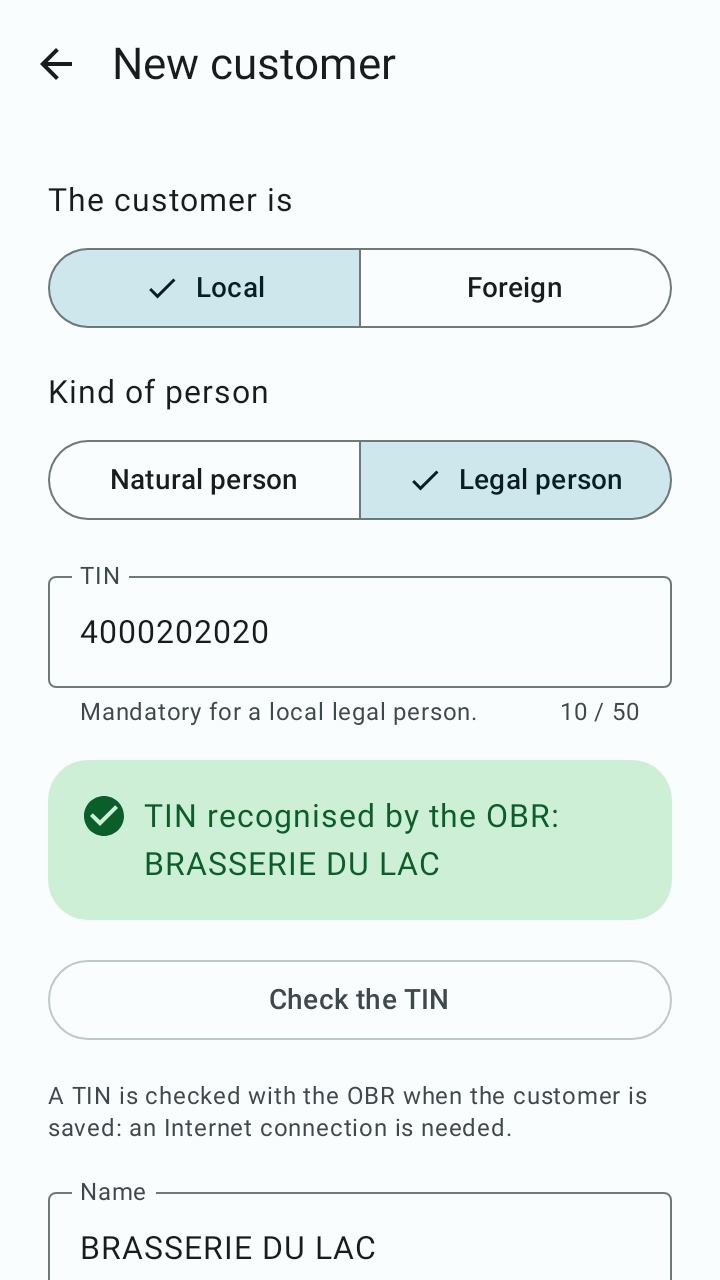 New customer
The customer is
Local
Foreign
Kind of person
Natural person
Legal person
TIN
4000202020
Mandatory for a local legal person.
10 / 50
TIN recognised by the OBR:
BRASSERIE DU LAC
Check the TIN
A TIN is checked with the OBR when the customer is
saved: an Internet connection is needed.
Name
BRASSERIE DU LAC